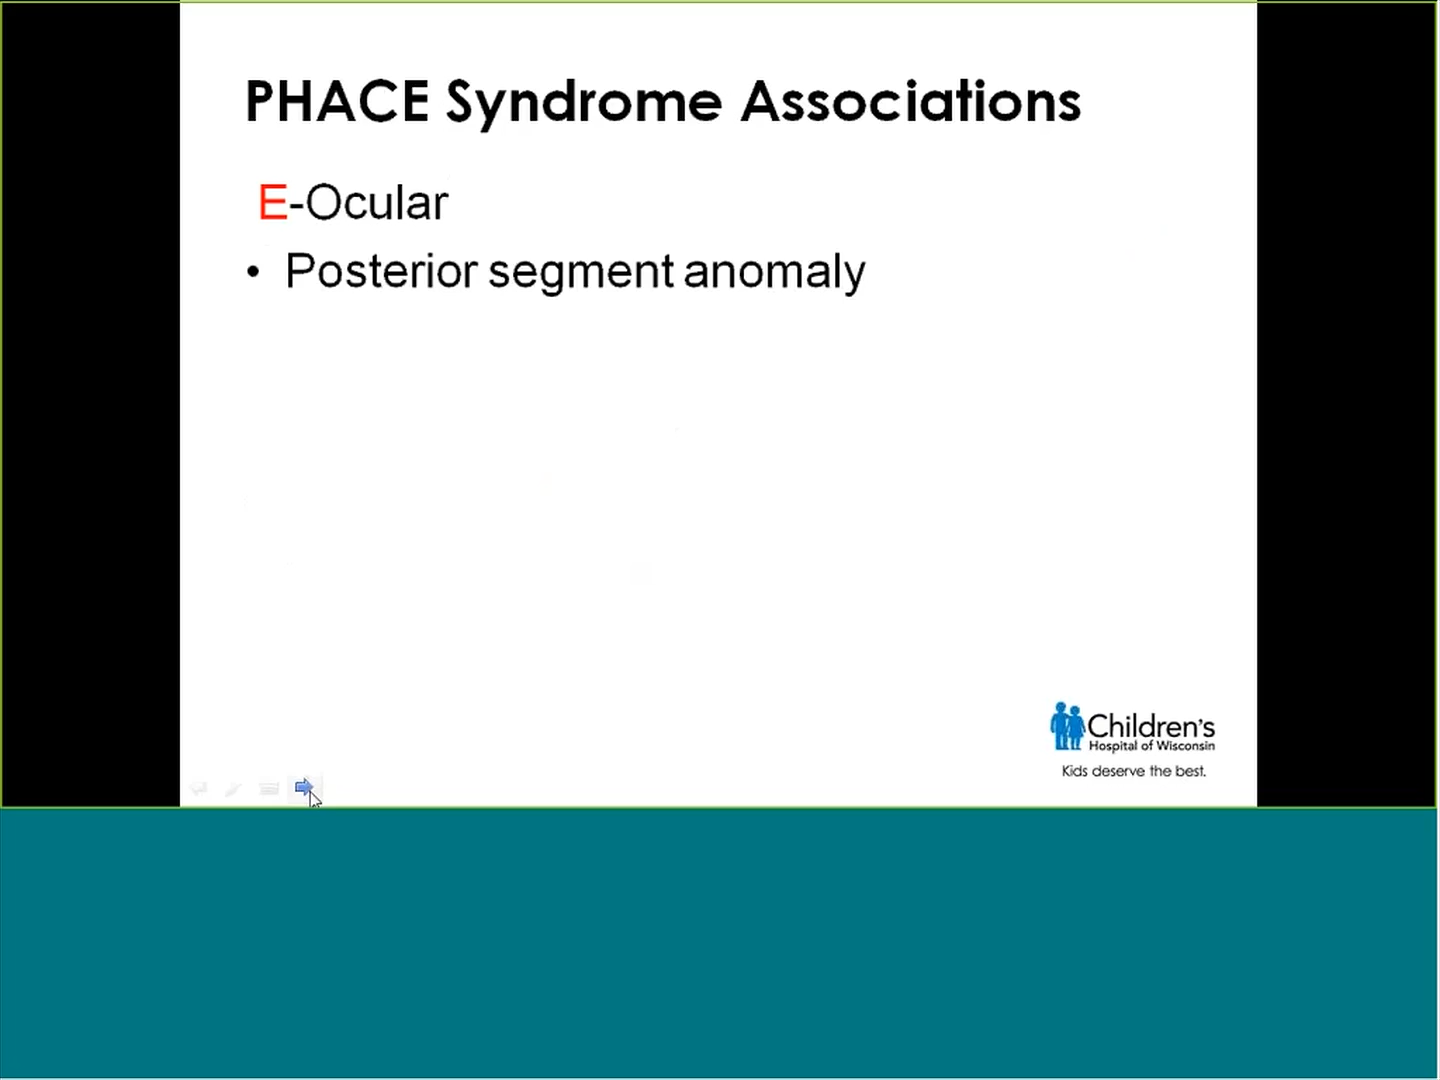 PHACE Syndrome Associations
E-Ocular
• Posterior segment anomaly
Children's
Hospital of Wisconsin
Kids deserve the best.